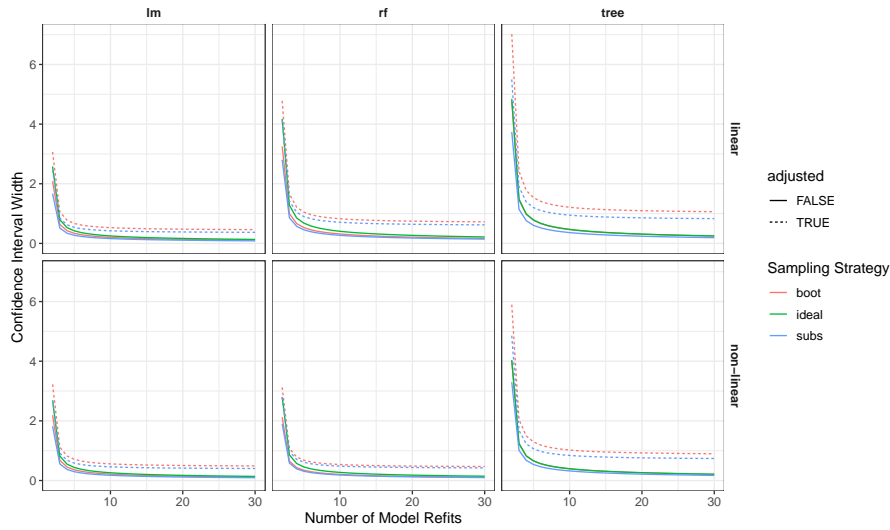 lm rf tree
6
4
2
0
linear
6
4
2
0
non−linear
10 20 30 10 20 30 10 20 30
Number of Model Refits
Confidence Interval Width
adjusted
FALSE
TRUE
Sampling Strategy
boot
ideal
subs